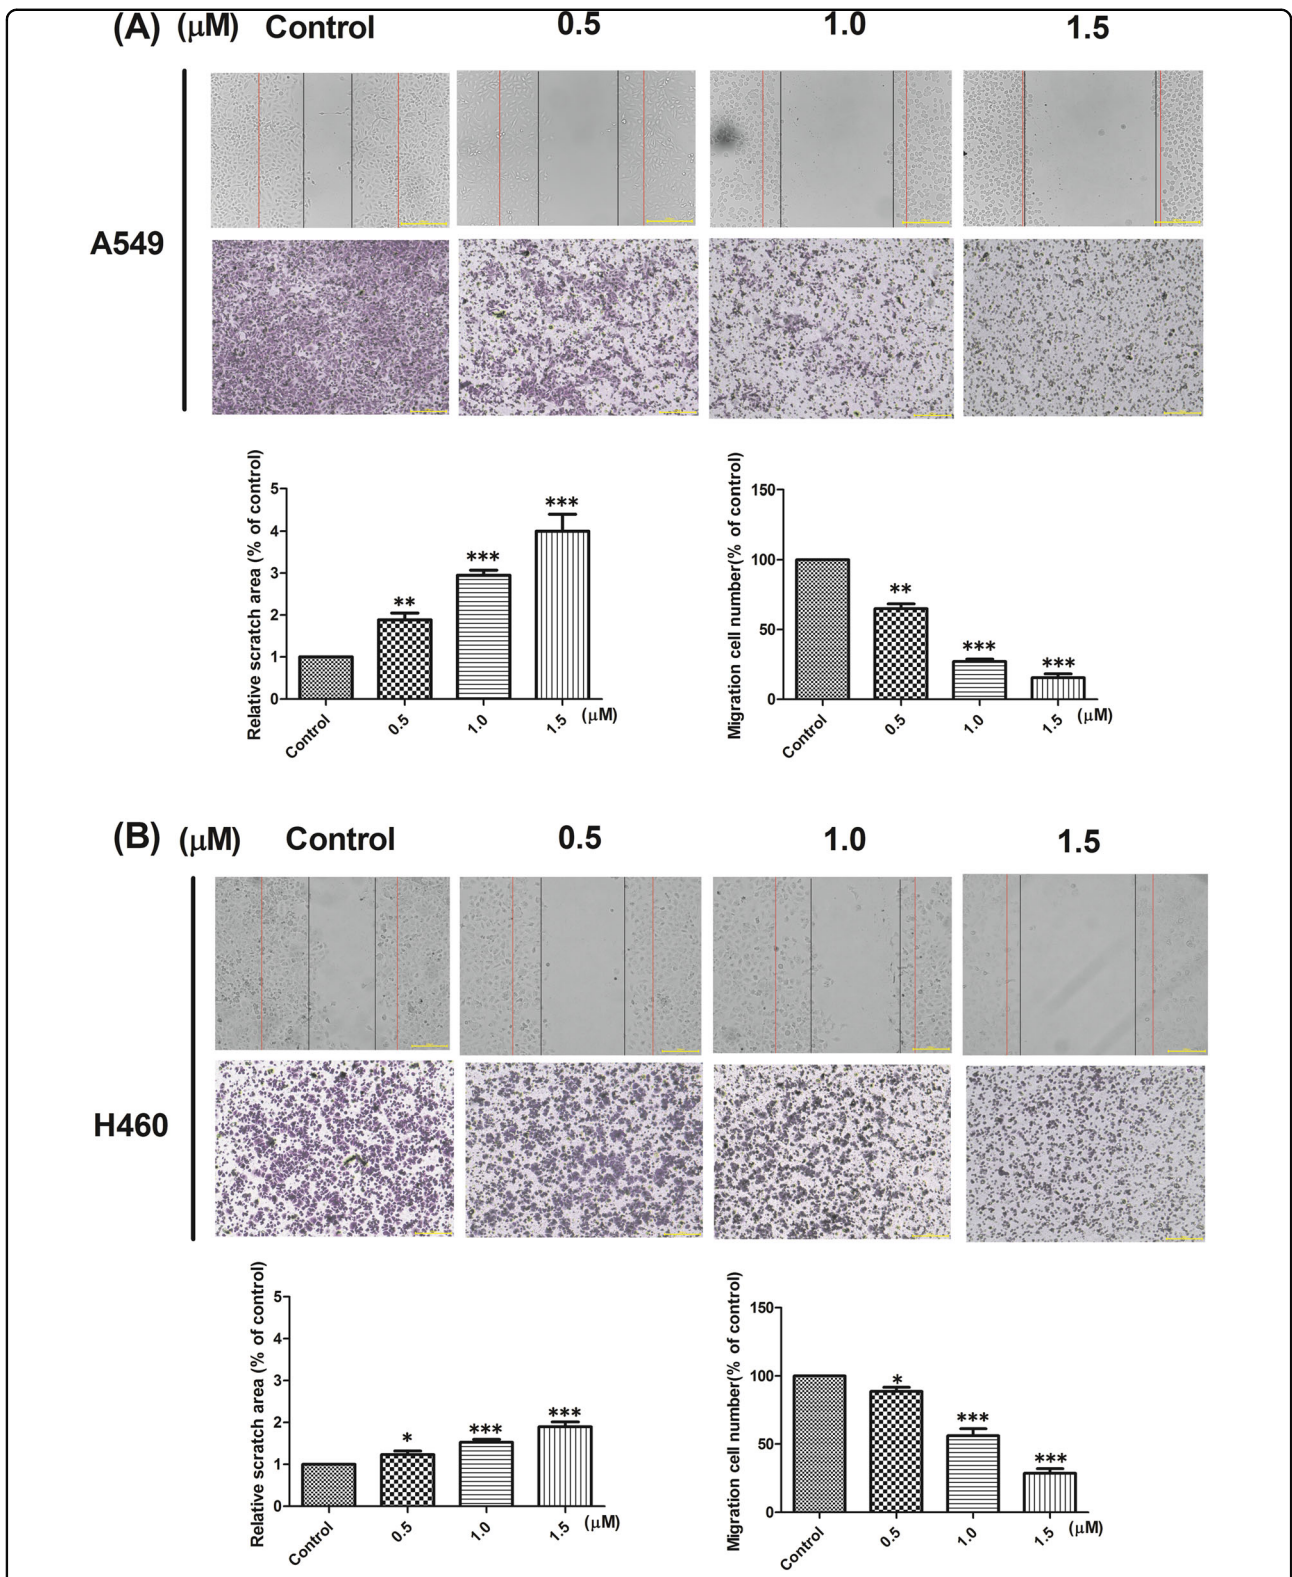 (A) (μM) Control 0.5 1.0 1.5
A549
Relative scratch area (% of control)
5
4
3
2
1
0
**
***
***
Control 0.5 1.0 1.5 (μM)
Migration cell number(% of control)
150
100
50
0
**
***
***
Control 0.5 1.0 1.5 (μM)
(B) (μM) Control 0.5 1.0 1.5
H460
Relative scratch area (% of control)
5
4
3
2
1
0
*
***
***
Control 0.5 1.0 1.5 (μM)
Migration cell number(% of control)
150
100
50
0
*
***
***
Control 0.5 1.0 1.5 (μM)